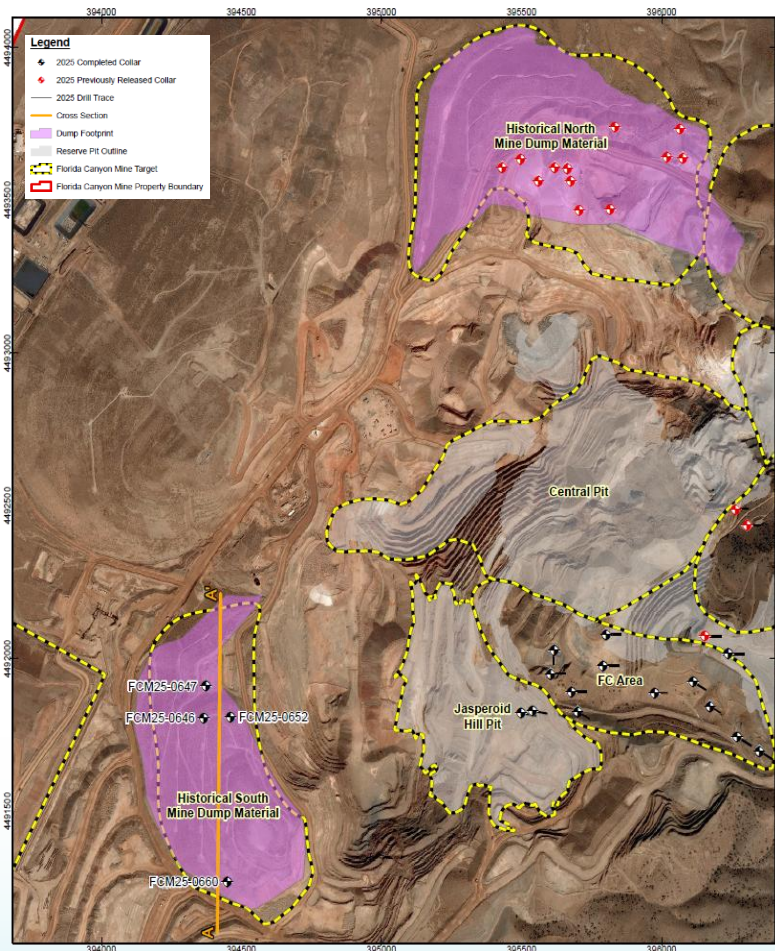 394000
394500
395000
395500
396000
4494000
4493500
4493000
4492500
4492000
4491500
Legend
2025 Completed Collar
2025 Previously Released Collar
2025 Drill Trace
Cross Section
Dump Footprint
Reserve Pit Outline
Florida Canyon Mine Target
Florida Canyon Mine Property Boundary
Historical North
Mine Dump Material
Central Pit
A'
FCM25-0647
FCM25-0646
FCM25-0652
FC Area
Jasperoid
Hill Pit
Historical South
Mine Dump Material
FCM25-0660
A
394000
394500
395000
395500
396000